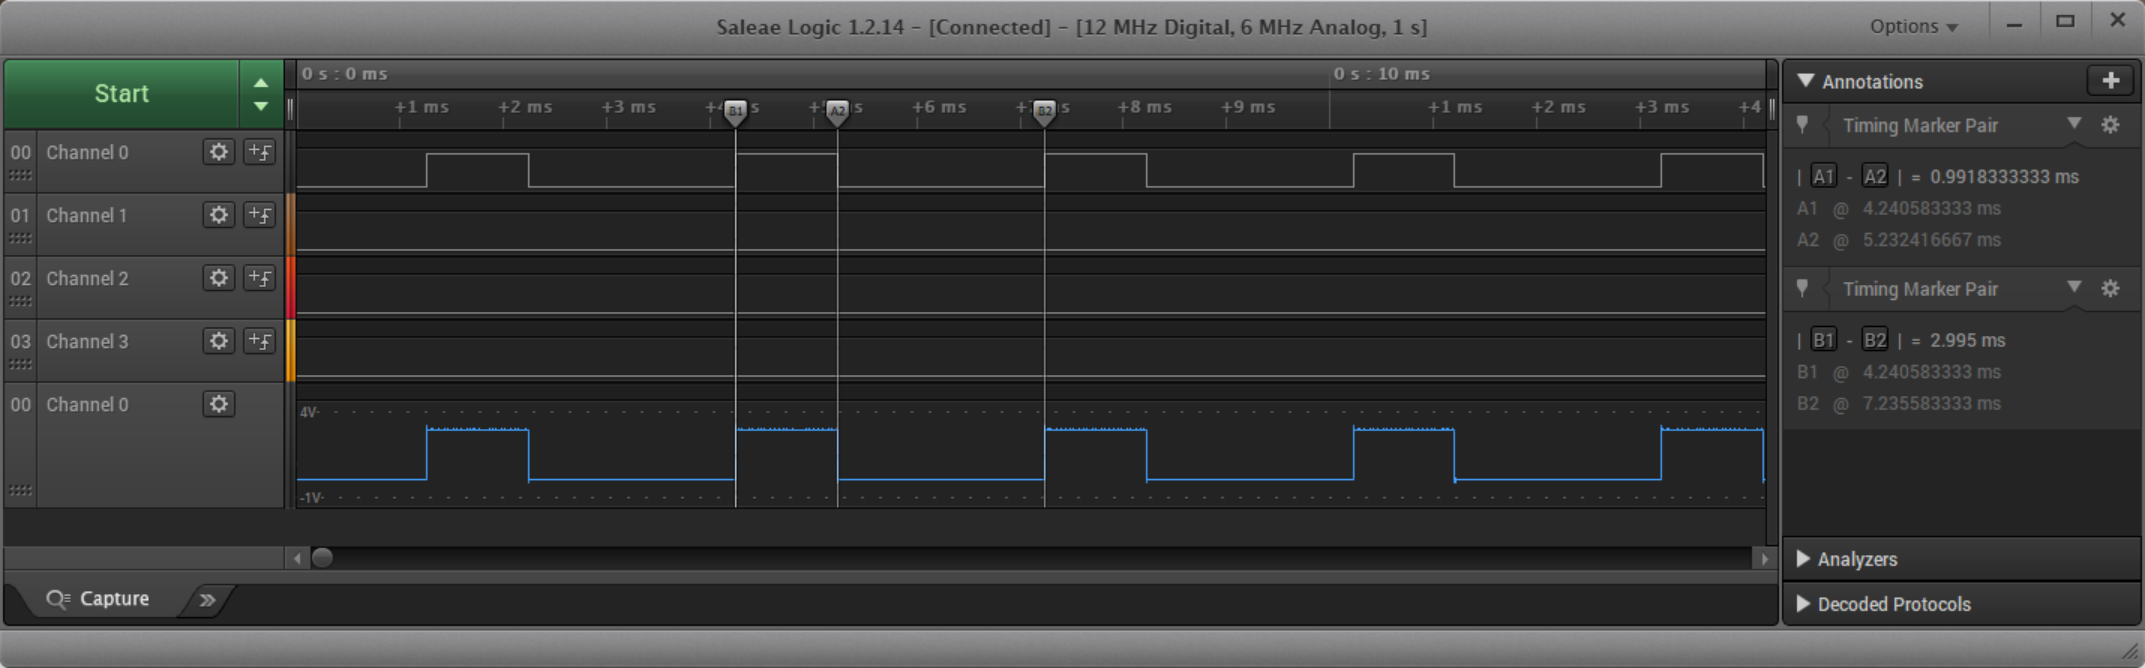 Saleae Logic 1.2.14 - [Connected] - [12 MHz Digital, 6 MHz Analog, 1 s]
Options
Start
0 s : 0 ms
0 s : 10 ms
+1 ms +2 ms +3 ms B1 A2 +6 ms B2 +8 ms +9 ms +1 ms +2 ms +3 ms +4
00 Channel 0
01 Channel 1
02 Channel 2
03 Channel 3
00 Channel 0
4V
-1V
Capture
Annotations
Timing Marker Pair
| A1 - A2 | = 0.9918333333 ms
A1 @ 4.240583333 ms
A2 @ 5.232416667 ms
Timing Marker Pair
| B1 - B2 | = 2.995 ms
B1 @ 4.240583333 ms
B2 @ 7.235583333 ms
Analyzers
Decoded Protocols